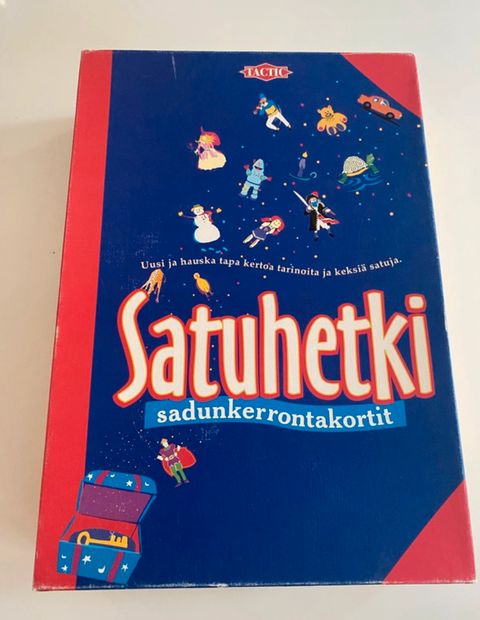 TACTIC
Uusi ja hauska tapa kertoa tarinoita ja keksiä satuja.
Satuhetki
sadunkerrontakortit